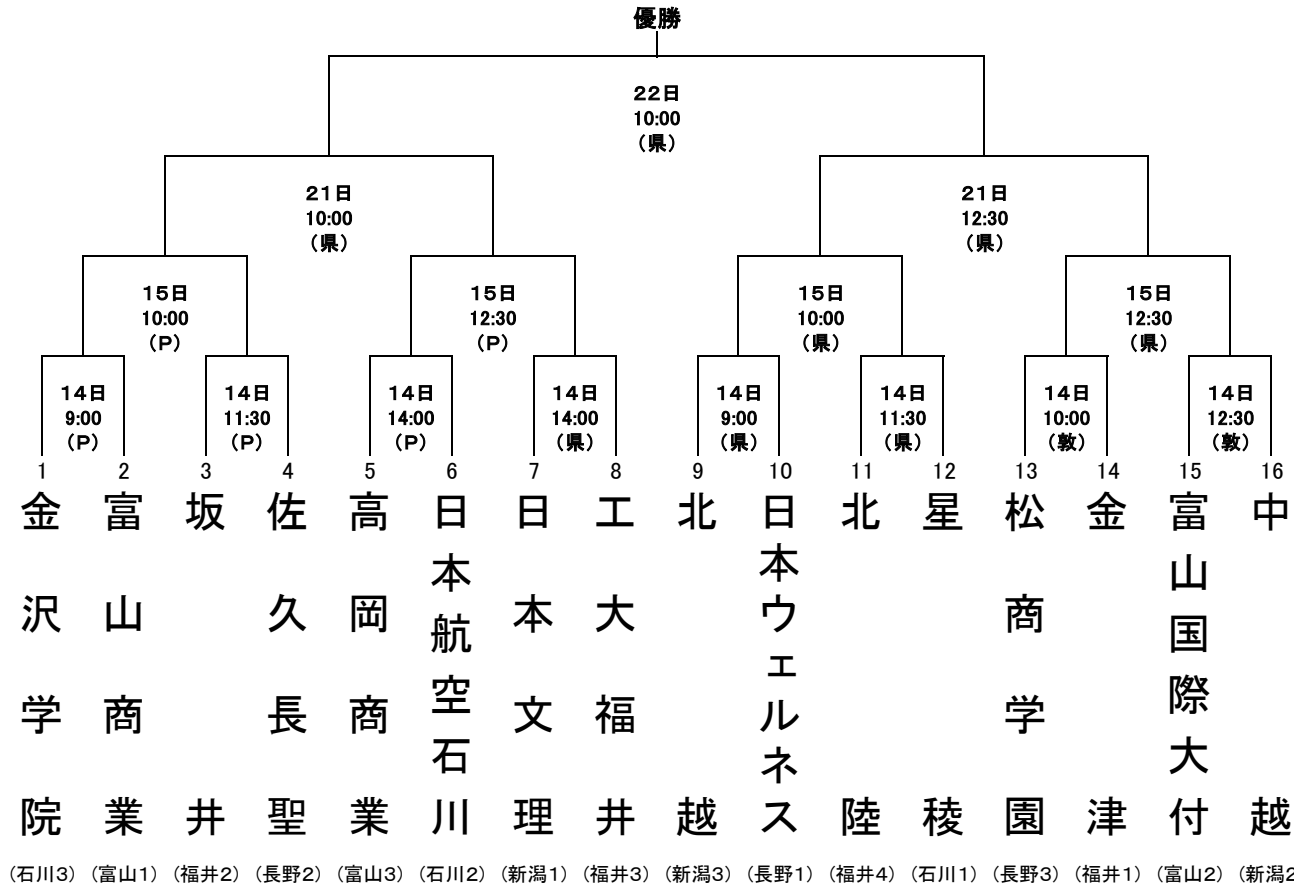 優勝
22日
10:00
（県）
21日
10:00
（県）
21日
12:30
（県）
15日
10:00
（P）
15日
12:30
（P）
15日
10:00
（県）
15日
12:30
（県）
14日
9:00
（P）
14日
11:30
（P）
14日
14:00
（P）
14日
14:00
（県）
14日
9:00
（県）
14日
11:30
（県）
14日
10:00
（敦）
14日
12:30
（敦）
1
金沢学院
(石川3)
2
富山商業
(富山1)
3
坂井
(福井2)
4
佐久長聖
(長野2)
5
高岡商業
(富山3)
6
日本航空石川
(石川2)
7
日本文理
(新潟1)
8
工大福井
(福井3)
9
北越
(新潟3)
10
日本ウェルネス
(長野1)
11
北陸
(福井4)
12
星稜
(石川1)
13
松商学園
(長野3)
14
金津
(福井1)
15
富山国際大付
(富山2)
16
中越
(新潟2